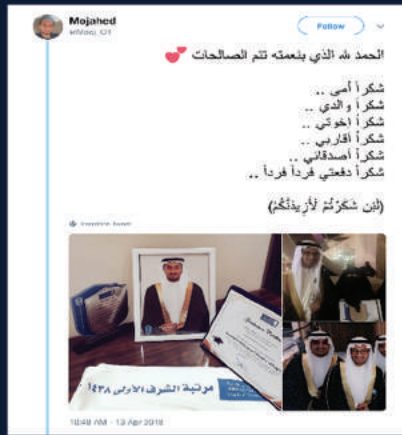 Mojahed
Follow
الحمد لله الذي بنعمته تتم الصالحات
شكراً أمي ..
شكراً والدي ..
شكراً اخوتي ..
شكراً أقاربي ..
شكراً أصدقائي ..
شكراً دفعتي فرداً فرداً ..
(لَئِن شَكَرْتُمْ لَأَزِيدَنَّكُمْ)
مرتبة الشرف الأولى ١٤٣٨
10:48 AM - 13 Apr 2018